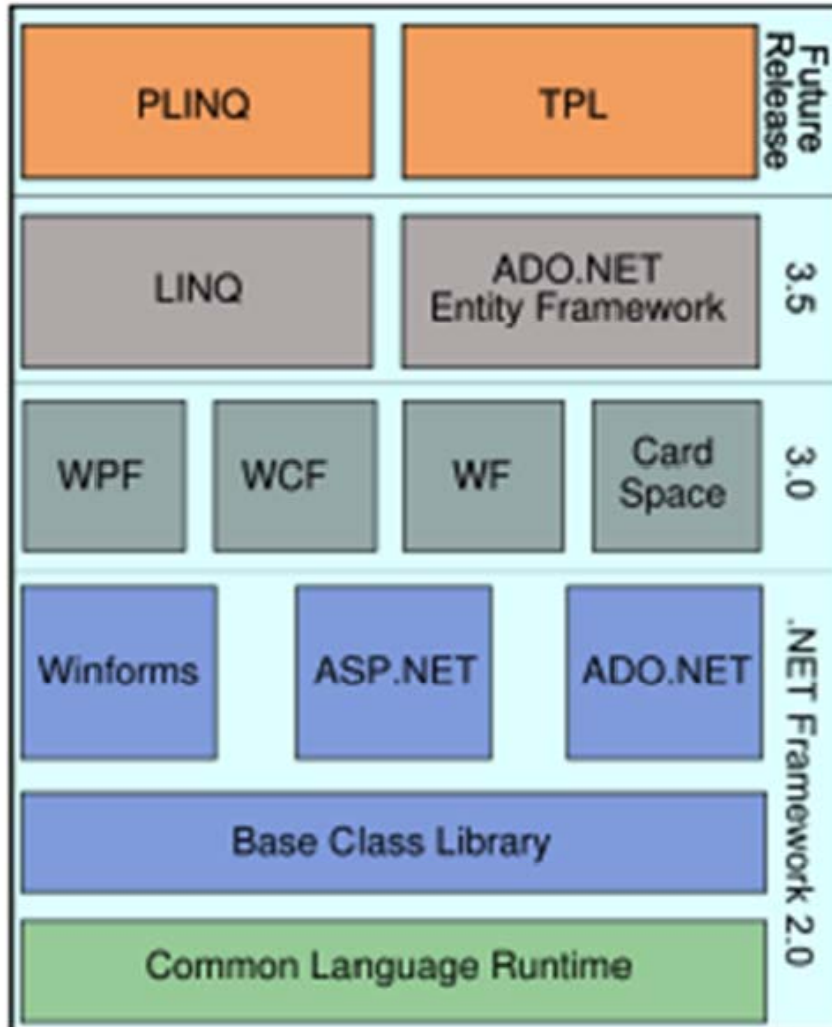 PLINQ
TPL
Future
Release
LINQ
ADO.NET
Entity Framework
3.5
WPF
WCF
WF
Card
Space
3.0
Winforms
ASP.NET
ADO.NET
.NET Framework 2.0
Base Class Library
Common Language Runtime